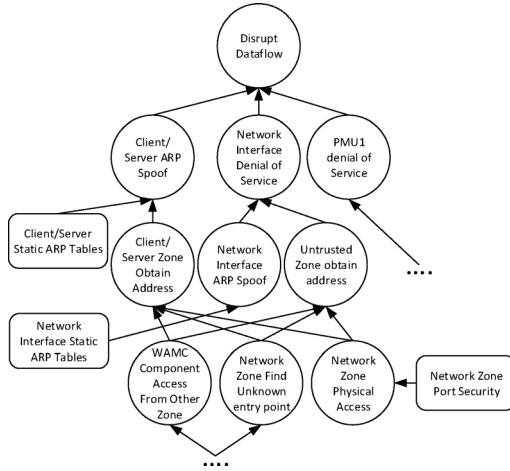 Disrupt
Dataflow
Client/
Server ARP
Spoof
Network
Interface
Denial of
Service
PMU1
denial of
Service
Client/Server
Static ARP Tables
Client/
Server Zone
Obtain
Address
Network
Interface
ARP Spoof
Untrusted
Zone obtain
address
....
Network
Interface Static
ARP Tables
WAMC
Component
Access
From Other
Zone
Network
Zone Find
Unknown
entry point
Network
Zone
Physical
Access
Network Zone
Port Security
....